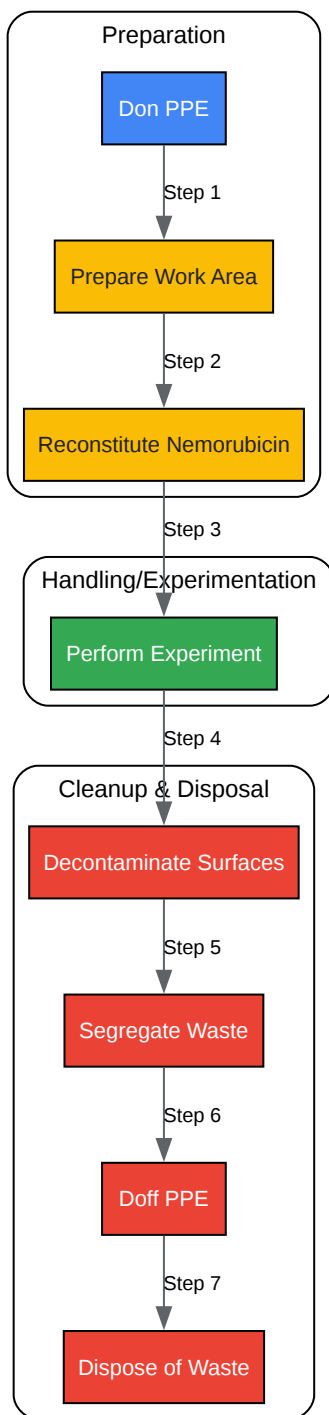 Preparation
Don PPE
Step 1
Prepare Work Area
Step 2
Reconstitute Nemorubicin
Step 3
Handling/Experimentation
Perform Experiment
Step 4
Cleanup & Disposal
Decontaminate Surfaces
Step 5
Segregate Waste
Step 6
Doff PPE
Step 7
Dispose of Waste